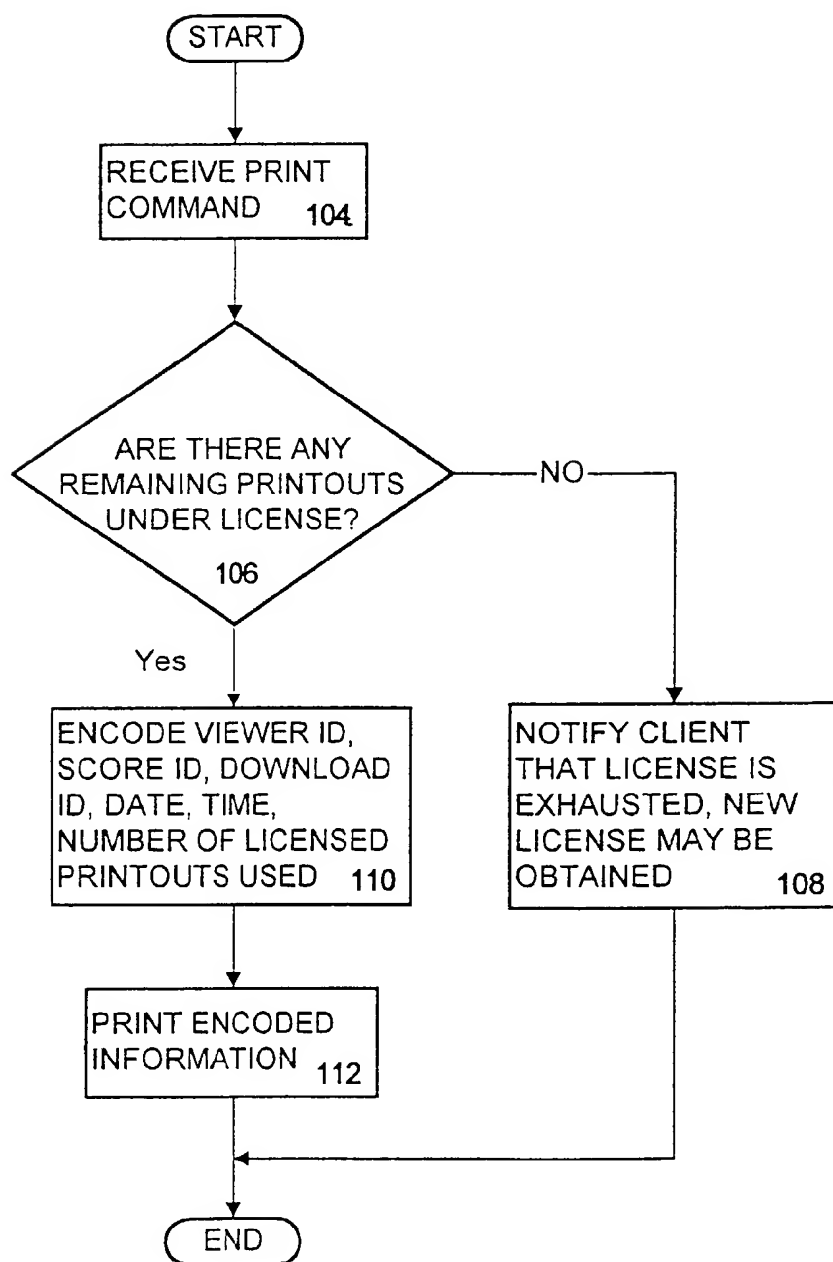 START
RECEIVE PRINT
COMMAND 104
ARE THERE ANY
REMAINING PRINTOUTS
UNDER LICENSE?
106
NO
Yes
ENCODE VIEWER ID,
SCORE ID, DOWNLOAD
ID, DATE, TIME,
NUMBER OF LICENSED
PRINTOUTS USED 110
NOTIFY CLIENT
THAT LICENSE IS
EXHAUSTED, NEW
LICENSE MAY BE
OBTAINED 108
PRINT ENCODED
INFORMATION 112
END